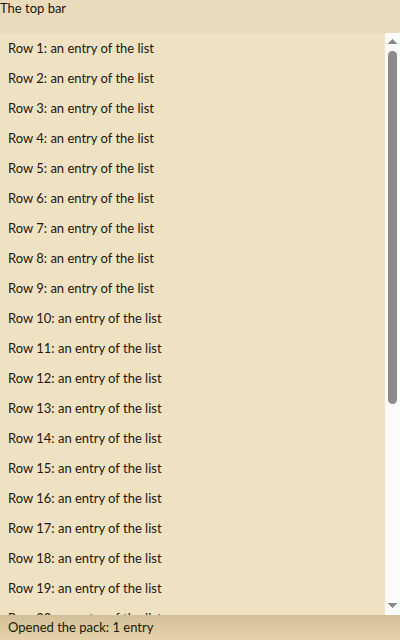 The top bar
Row 1: an entry of the list
Row 2: an entry of the list
Row 3: an entry of the list
Row 4: an entry of the list
Row 5: an entry of the list
Row 6: an entry of the list
Row 7: an entry of the list
Row 8: an entry of the list
Row 9: an entry of the list
Row 10: an entry of the list
Row 11: an entry of the list
Row 12: an entry of the list
Row 13: an entry of the list
Row 14: an entry of the list
Row 15: an entry of the list
Row 16: an entry of the list
Row 17: an entry of the list
Row 18: an entry of the list
Row 19: an entry of the list
Opened the pack: 1 entry